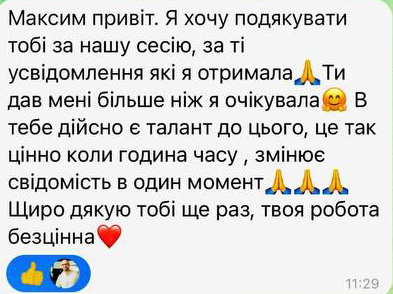 Максим привіт. Я хочу подякувати
тобі за нашу сесію, за ті
усвідомлення які я отримала🙏Ти
дав мені більше ніж я очікувала🤗 В
тебе дійсно є талант до цього, це так
цінно коли година часу , змінює
свідомість в один момент🙏🙏🙏
Щиро дякую тобі ще раз, твоя робота
безцінна❤️
11:29